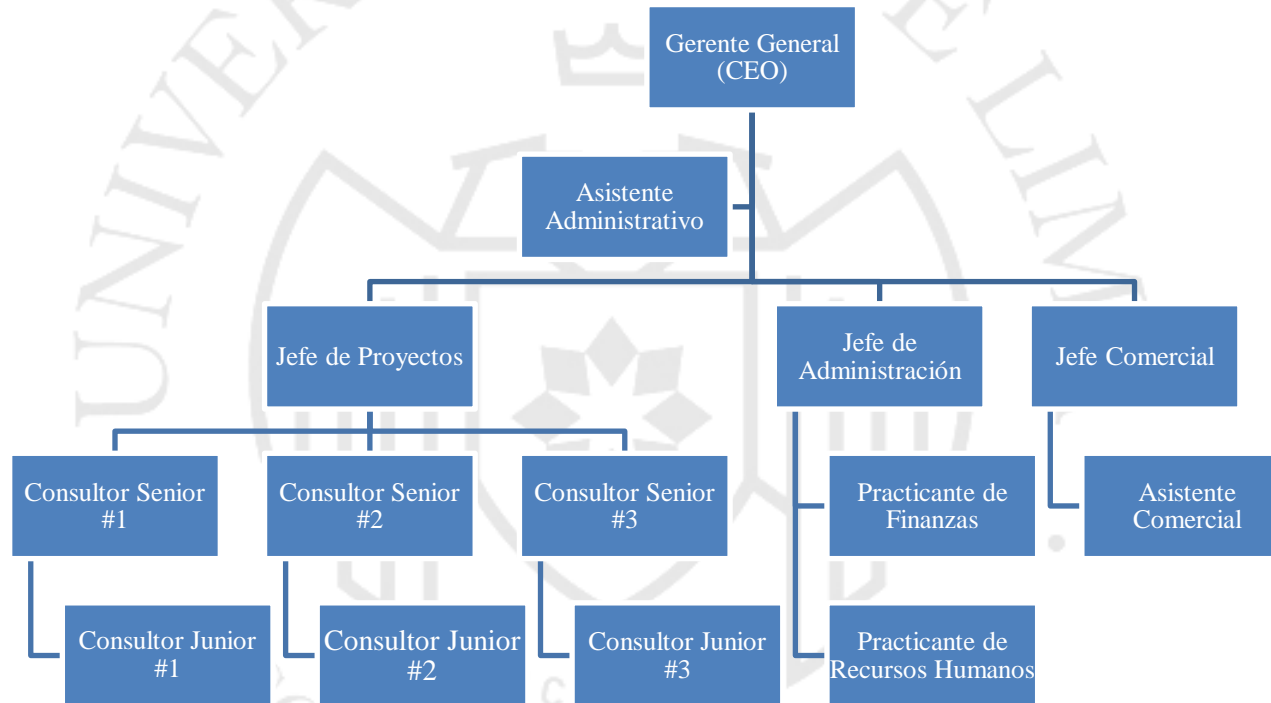 Gerente General
(CEO)
Asistente
Administrativo
Jefe de Proyectos
Jefe de
Administración
Jefe Comercial
Consultor Senior
#1
Consultor Senior
#2
Consultor Senior
#3
Practicante de
Finanzas
Asistente
Comercial
Consultor Junior
#1
Consultor Junior
#2
Consultor Junior
#3
Practicante de
Recursos Humanos